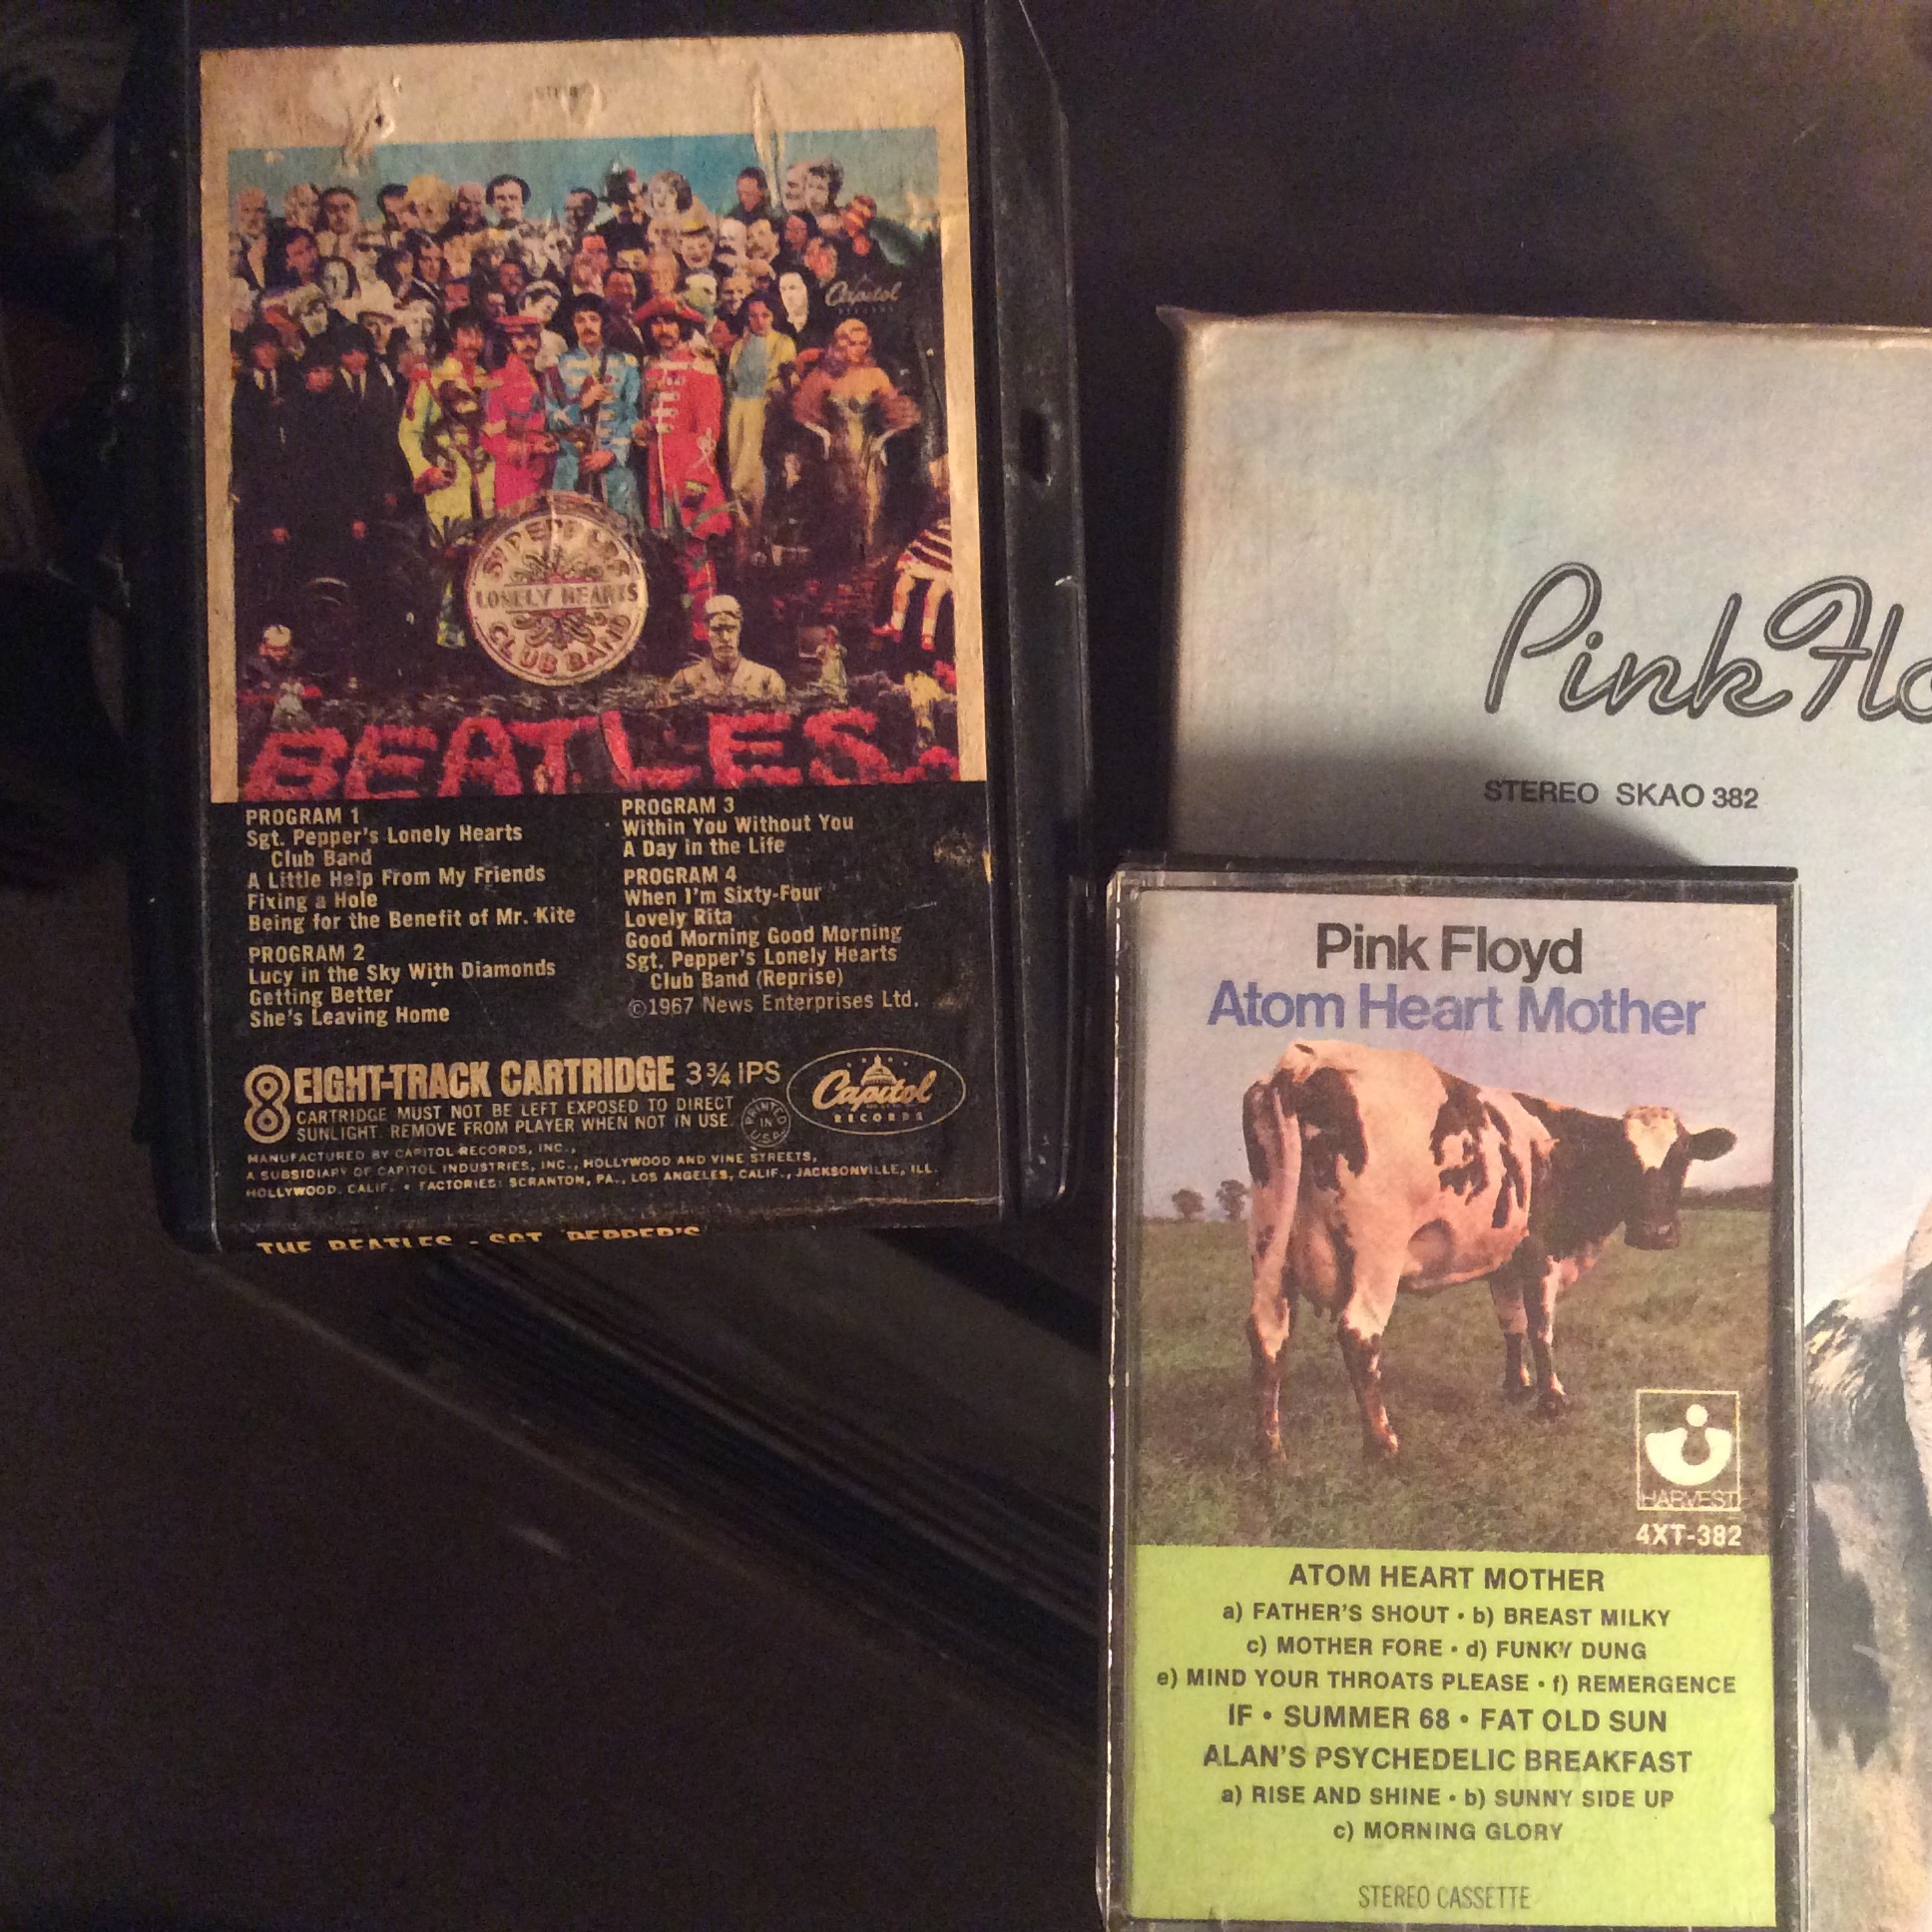 Capitol
SGT. PEPPER'S
LONELY HEARTS
CLUB BAND
BEATLES
PROGRAM 1
Sgt. Pepper's Lonely Hearts
Club Band
A Little Help From My Friends
Fixing a Hole
Being for the Benefit of Mr. Kite
PROGRAM 2
Lucy in the Sky With Diamonds
Getting Better
She's Leaving Home
PROGRAM 3
Within You Without You
A Day in the Life
PROGRAM 4
When I'm Sixty-Four
Lovely Rita
Good Morning Good Morning
Sgt. Pepper's Lonely Hearts
Club Band (Reprise)
©1967 News Enterprises Ltd.
8 EIGHT-TRACK CARTRIDGE 3¾ IPS
CARTRIDGE MUST NOT BE LEFT EXPOSED TO DIRECT
SUNLIGHT. REMOVE FROM PLAYER WHEN NOT IN USE.
PRINTED
IN
U.S.A.
Capitol
RECORDS
MANUFACTURED BY CAPITOL RECORDS, INC.,
A SUBSIDIARY OF CAPITOL INDUSTRIES, INC., HOLLYWOOD AND VINE STREETS,
HOLLYWOOD, CALIF. • FACTORIES: SCRANTON, PA., LOS ANGELES, CALIF., JACKSONVILLE, ILL.
THE BEATLES - SGT. PEPPER'S
Pink Flo
STEREO SKAO 382
Pink Floyd
Atom Heart Mother
HARVEST
4XT-382
ATOM HEART MOTHER
a) FATHER'S SHOUT • b) BREAST MILKY
c) MOTHER FORE • d) FUNKY DUNG
e) MIND YOUR THROATS PLEASE • f) REMERGENCE
IF • SUMMER 68 • FAT OLD SUN
ALAN'S PSYCHEDELIC BREAKFAST
a) RISE AND SHINE • b) SUNNY SIDE UP
c) MORNING GLORY
STEREO CASSETTE